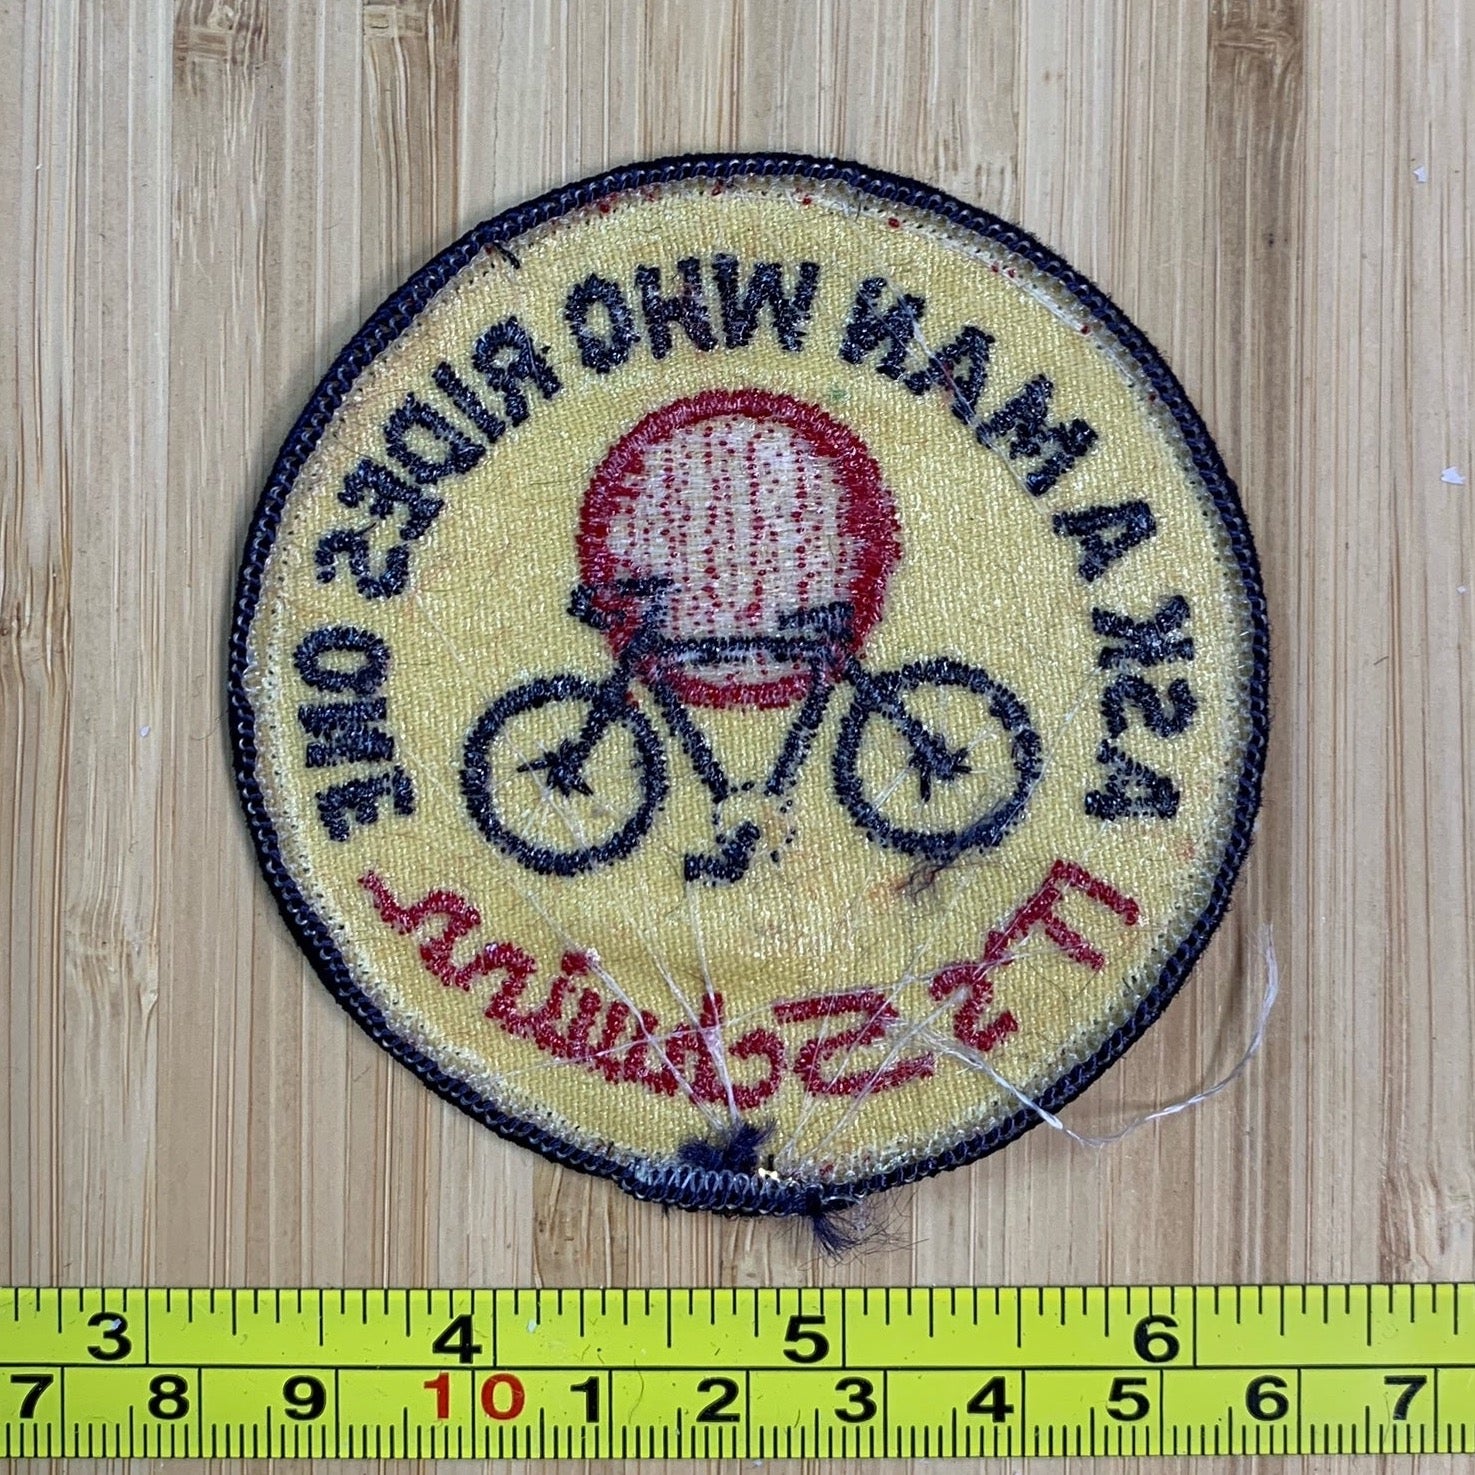 ASK A MAN WHO RIDES ONE
It's Schwinn
3 4 5 6
7 8 9 1 10 1 2 3 4 5 6 7